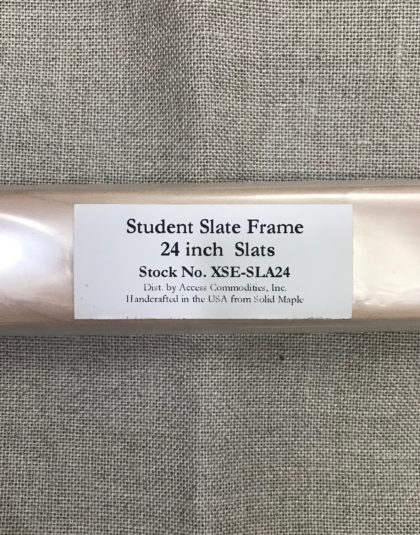 Student Slate Frame
24 inch Slats
Stock No. XSE-SLA24
Dist. by Access Commodities, Inc.
Handcrafted in the USA from Solid Maple